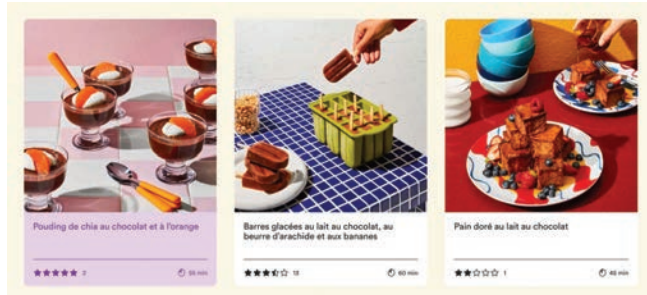 Pouding de chia au chocolat et à l'orange
2
35 min
Barres glacées au lait au chocolat, au
beurre d'arachide et aux bananes
13
60 min
Pain doré au lait au chocolat
1
40 min